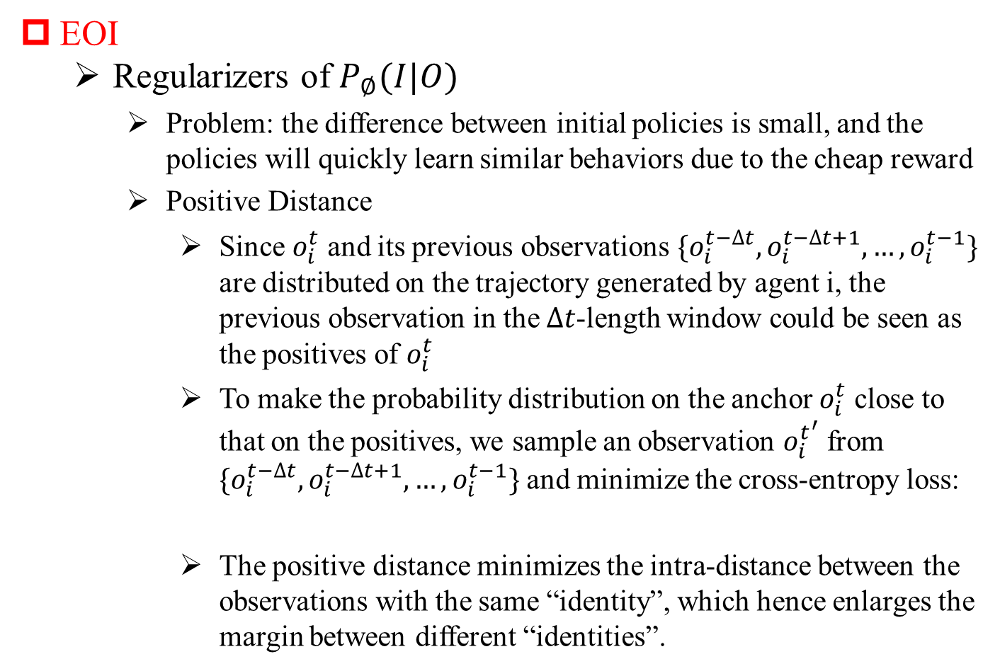 EOI
➢ Regularizers of $P_{\emptyset}(I|O)$
➢ Problem: the difference between initial policies is small, and the
policies will quickly learn similar behaviors due to the cheap reward
➢ Positive Distance
➢ Since $o_i^t$ and its previous observations $\{o_i^{t-\Delta t}, o_i^{t-\Delta t+1}, \ldots, o_i^{t-1}\}$
are distributed on the trajectory generated by agent i, the
previous observation in the $\Delta t$-length window could be seen as
the positives of $o_i^t$
➢ To make the probability distribution on the anchor $o_i^t$ close to
that on the positives, we sample an observation $o_i^{t'}$ from
$\{o_i^{t-\Delta t}, o_i^{t-\Delta t+1}, \ldots, o_i^{t-1}\}$ and minimize the cross-entropy loss:
➢ The positive distance minimizes the intra-distance between the
observations with the same “identity”, which hence enlarges the
margin between different “identities”.